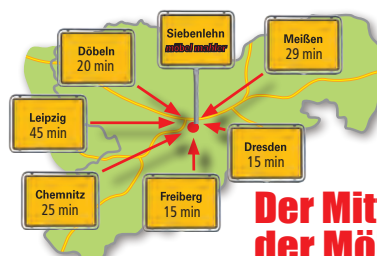 Siebenlehn
möbel mahler
Döbeln
20 min
Meißen
29 min
Leipzig
45 min
Dresden
15 min
Chemnitz
25 min
Freiberg
15 min
Der Mit
der Mö